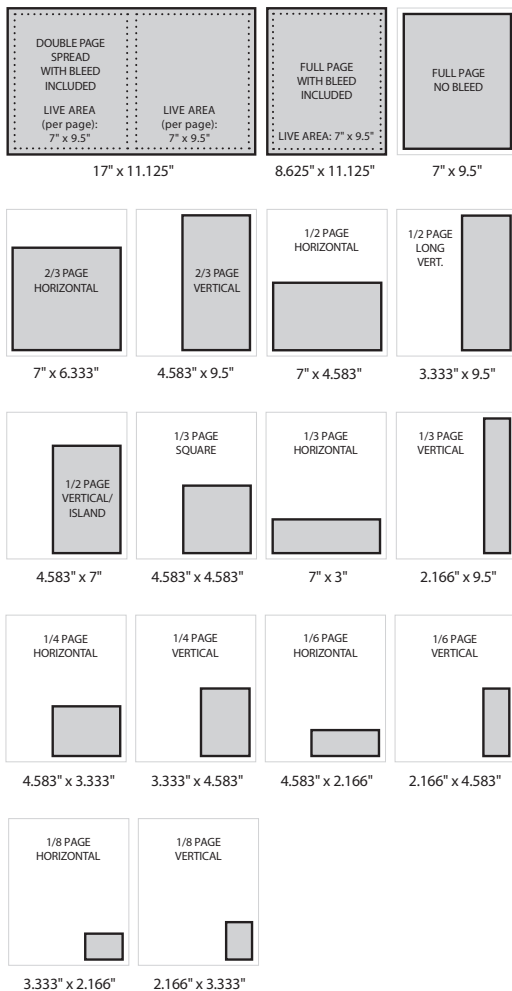 DOUBLE PAGE
SPREAD
WITH BLEED
INCLUDED
LIVE AREA
(per page):
7" x 9.5"
LIVE AREA
(per page):
7" x 9.5"
17" x 11.125"
FULL PAGE
WITH BLEED
INCLUDED
LIVE AREA: 7" x 9.5"
8.625" x 11.125"
FULL PAGE
NO BLEED
7" x 9.5"
2/3 PAGE
HORIZONTAL
7" x 6.333"
2/3 PAGE
VERTICAL
4.583" x 9.5"
1/2 PAGE
HORIZONTAL
7" x 4.583"
1/2 PAGE
LONG
VERT.
3.333" x 9.5"
1/2 PAGE
VERTICAL/
ISLAND
4.583" x 7"
1/3 PAGE
SQUARE
4.583" x 4.583"
1/3 PAGE
HORIZONTAL
7" x 3"
1/3 PAGE
VERTICAL
2.166" x 9.5"
1/4 PAGE
HORIZONTAL
4.583" x 3.333"
1/4 PAGE
VERTICAL
3.333" x 4.583"
1/6 PAGE
HORIZONTAL
4.583" x 2.166"
1/6 PAGE
VERTICAL
2.166" x 4.583"
1/8 PAGE
HORIZONTAL
3.333" x 2.166"
1/8 PAGE
VERTICAL
2.166" x 3.333"